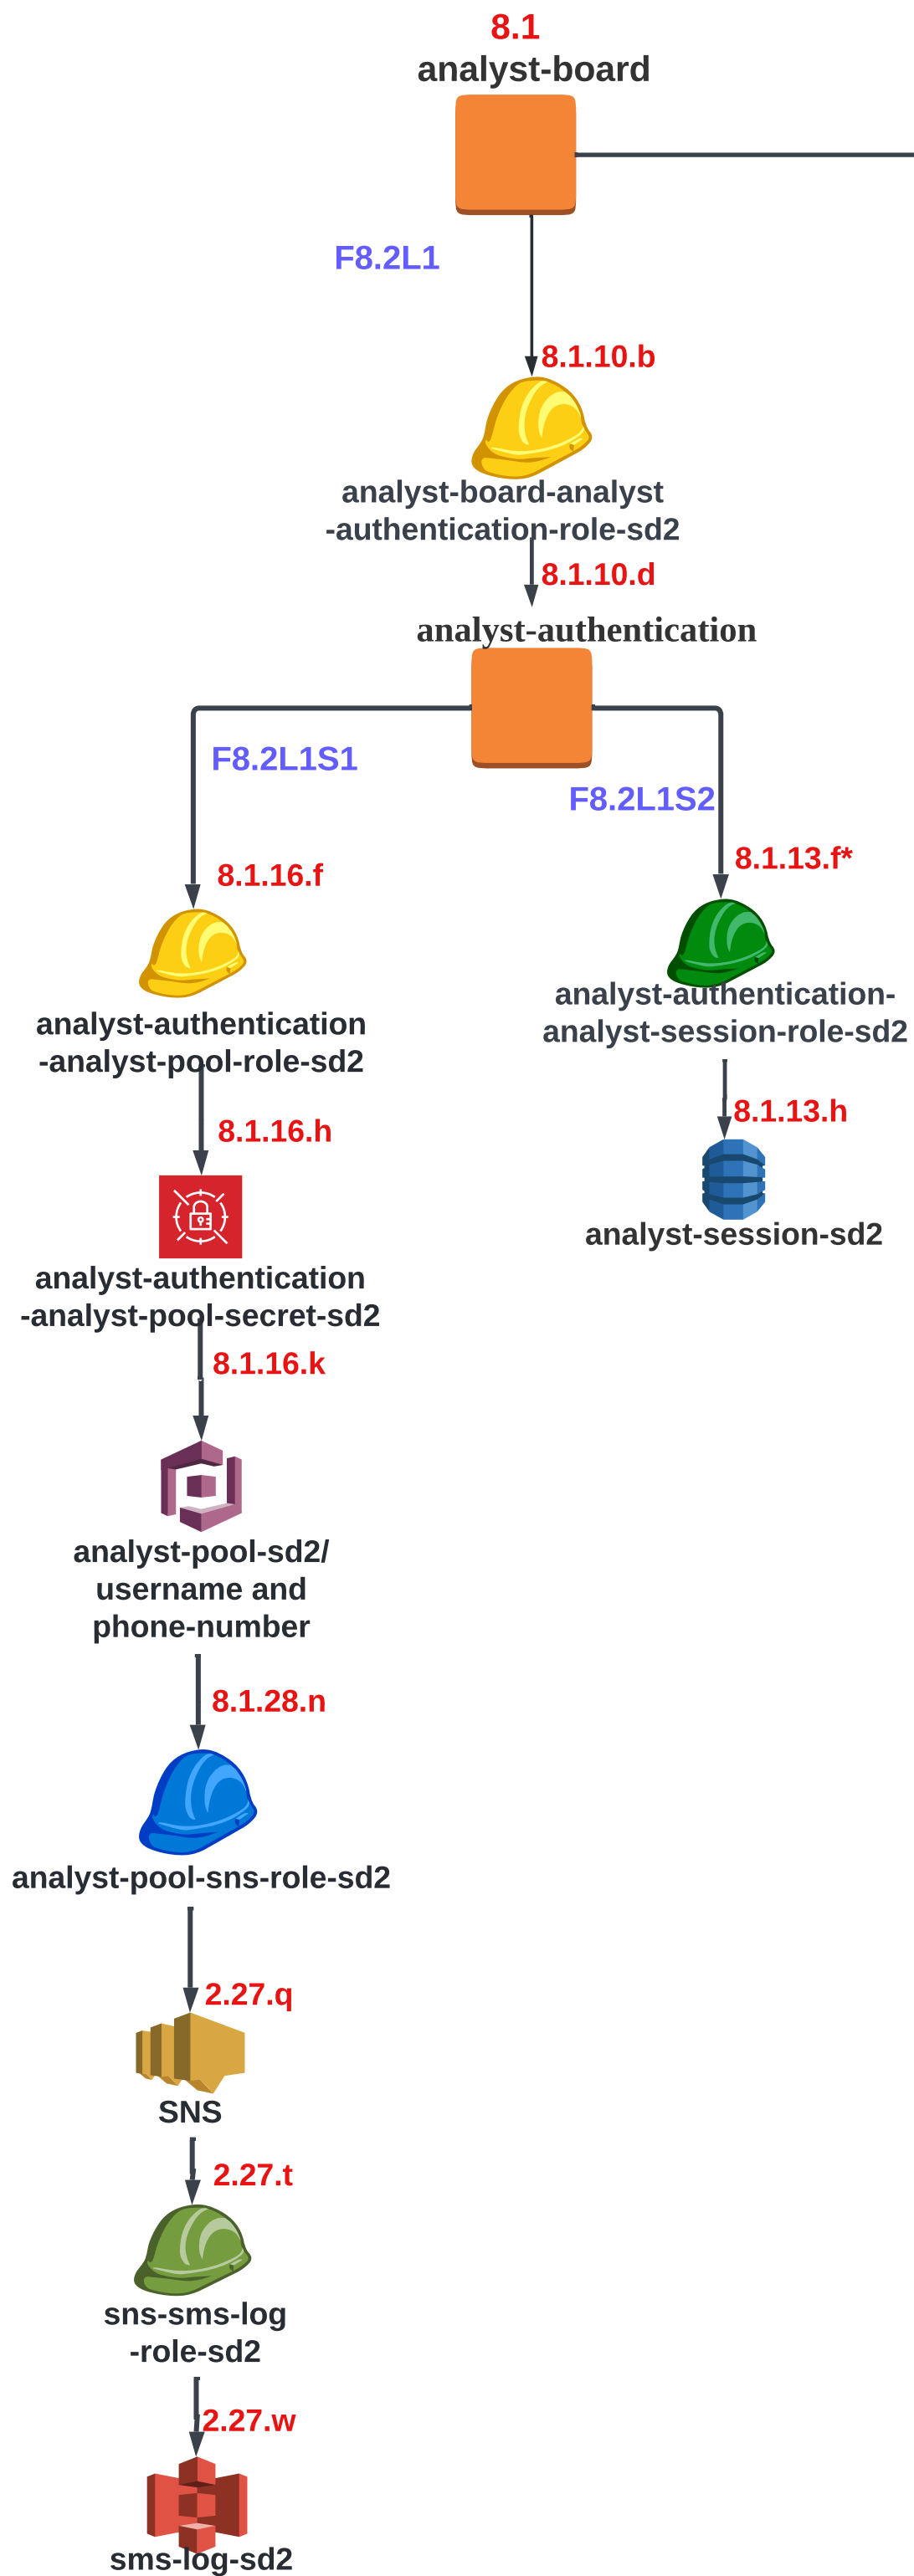 8.1
analyst-board
F8.2L1
8.1.10.b
analyst-board-analyst
-authentication-role-sd2
8.1.10.d
analyst-authentication
F8.2L1S1
F8.2L1S2
8.1.13.f*
8.1.16.f
analyst-authentication-
analyst-session-role-sd2
analyst-authentication
-analyst-pool-role-sd2
8.1.13.h
8.1.16.h
analyst-session-sd2
analyst-authentication
-analyst-pool-secret-sd2
8.1.16.k
analyst-pool-sd2/
username and
phone-number
8.1.28.n
analyst-pool-sns-role-sd2
2.27.q
SNS
2.27.t
sns-sms-log
-role-sd2
2.27.w
sms-log-sd2